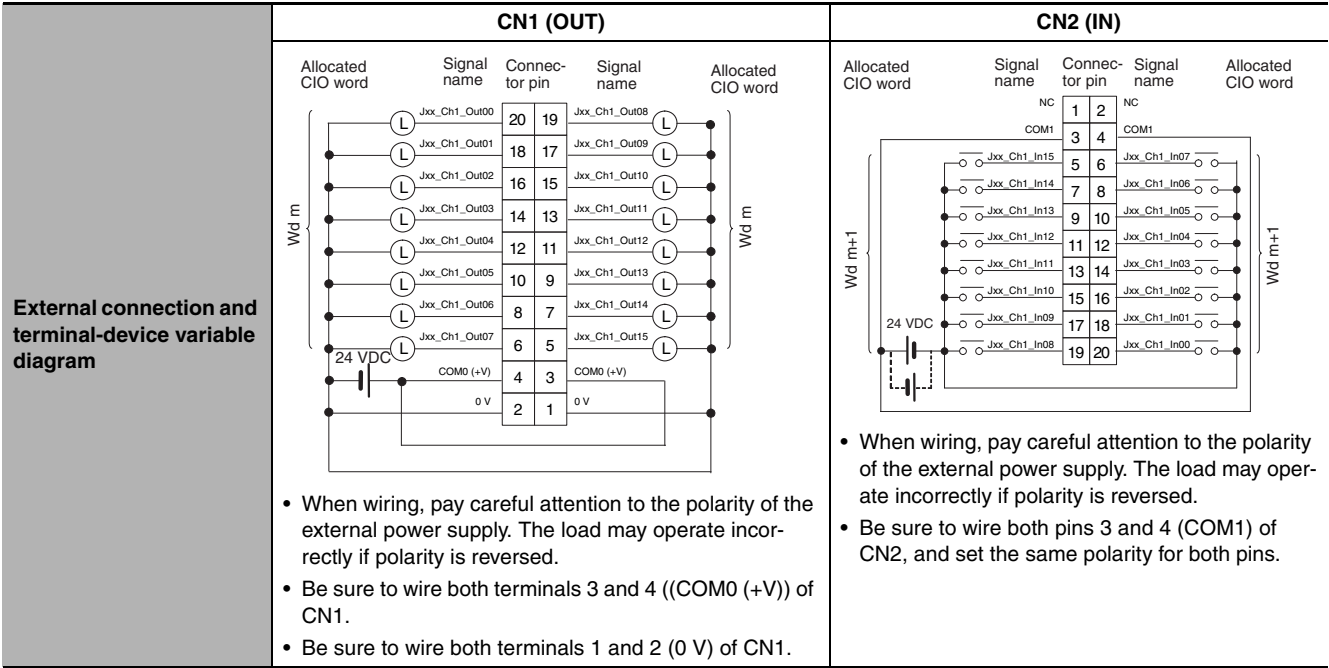 CN1 (OUT)
CN2 (IN)
External connection and
terminal-device variable
diagram
Allocated
CIO word
Signal
name
Connec-
tor pin
Signal
name
Allocated
CIO word
L Jxx_Ch1_Out00 20 19 Jxx_Ch1_Out08 L
L Jxx_Ch1_Out01 18 17 Jxx_Ch1_Out09 L
L Jxx_Ch1_Out02 16 15 Jxx_Ch1_Out10 L
L Jxx_Ch1_Out03 14 13 Jxx_Ch1_Out11 L
L Jxx_Ch1_Out04 12 11 Jxx_Ch1_Out12 L
L Jxx_Ch1_Out05 10 9 Jxx_Ch1_Out13 L
L Jxx_Ch1_Out06 8 7 Jxx_Ch1_Out14 L
L Jxx_Ch1_Out07 6 5 Jxx_Ch1_Out15 L
Wd m
Wd m
24 VDC
COM0 (+V) 4 3 COM0 (+V)
0 V 2 1 0 V
• When wiring, pay careful attention to the polarity of the
external power supply. The load may operate incor-
rectly if polarity is reversed.
• Be sure to wire both terminals 3 and 4 ((COM0 (+V)) of
CN1.
• Be sure to wire both terminals 1 and 2 (0 V) of CN1.
Allocated
CIO word
Signal
name
Connec-
tor pin
Signal
name
Allocated
CIO word
NC 1 2 NC
COM1 3 4 COM1
Jxx_Ch1_In15 5 6 Jxx_Ch1_In07
Jxx_Ch1_In14 7 8 Jxx_Ch1_In06
Jxx_Ch1_In13 9 10 Jxx_Ch1_In05
Jxx_Ch1_In12 11 12 Jxx_Ch1_In04
Jxx_Ch1_In11 13 14 Jxx_Ch1_In03
Jxx_Ch1_In10 15 16 Jxx_Ch1_In02
Jxx_Ch1_In09 17 18 Jxx_Ch1_In01
Jxx_Ch1_In08 19 20 Jxx_Ch1_In00
Wd m+1
Wd m+1
24 VDC
• When wiring, pay careful attention to the polarity
of the external power supply. The load may oper-
ate incorrectly if polarity is reversed.
• Be sure to wire both pins 3 and 4 (COM1) of
CN2, and set the same polarity for both pins.